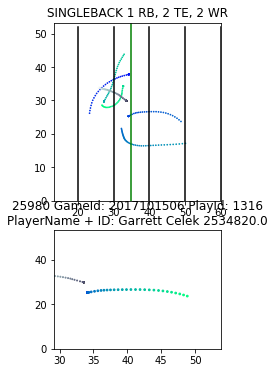 SINGLEBACK 1 RB, 2 TE, 2 WR
50
40
30
20
10
0
20 30 40 50 60
25980 GameId: 2017101506 PlayId: 1316
PlayerName + ID: Garrett Celek 2534820.0
40
20
0
30 35 40 45 50